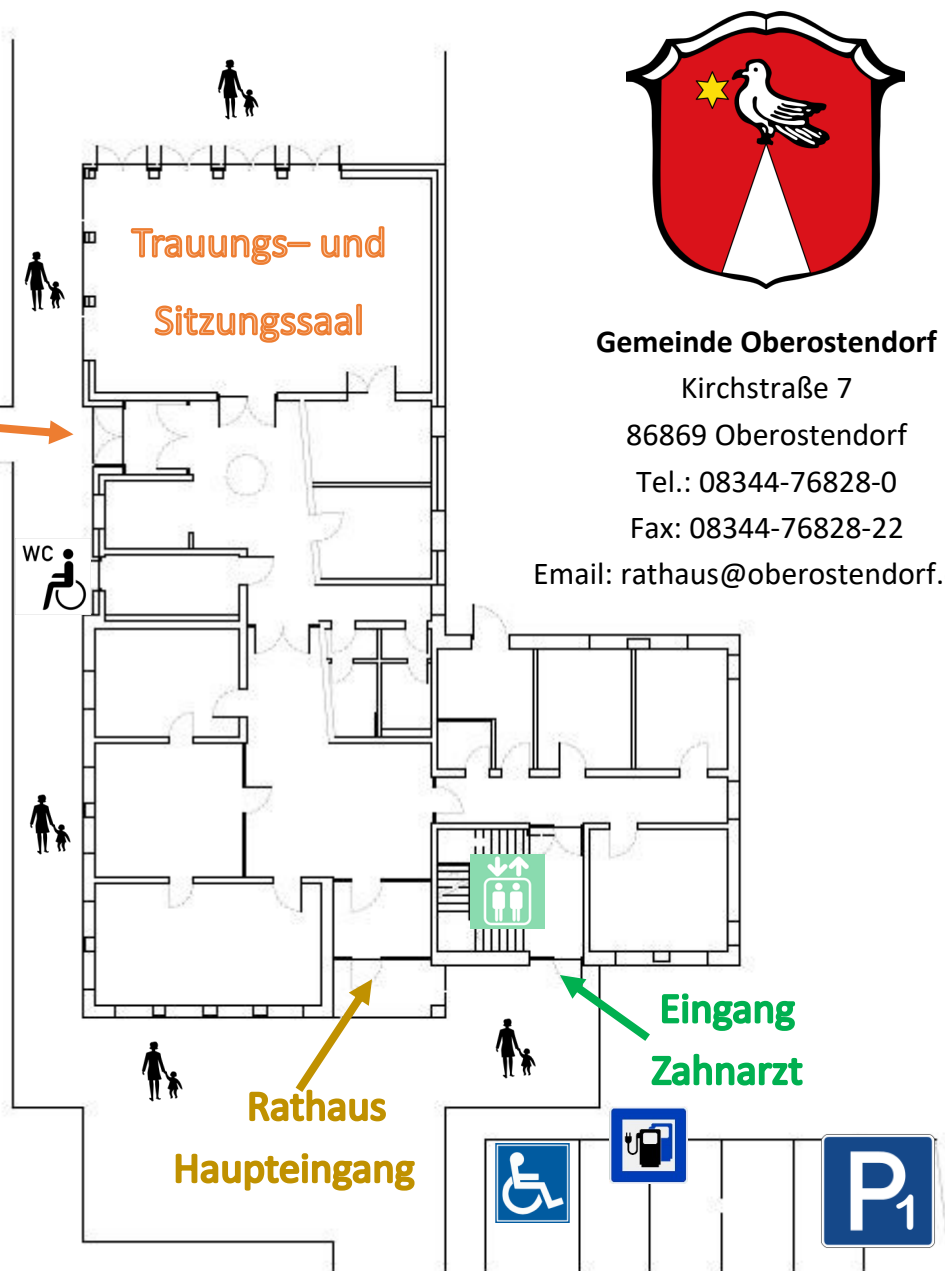 Trauungs– und
Sitzungssaal
Gemeinde Oberostendorf
Kirchstraße 7
86869 Oberostendorf
Tel.: 08344-76828-0
Fax: 08344-76828-22
Email: rathaus@oberostendorf.
WC
Eingang
Zahnarzt
Rathaus
Haupteingang
P1